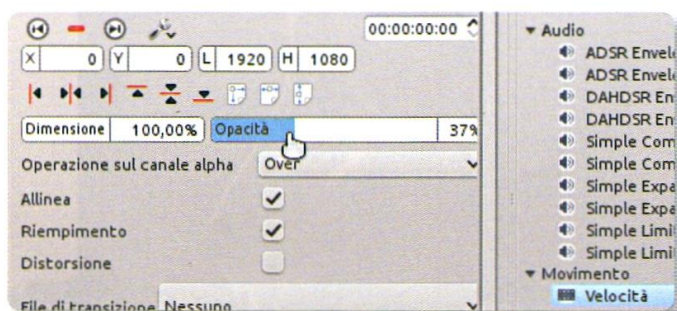 00:00:00:00
X 0 Y 0 L 1920 H 1080
Dimensione 100,00% Opacità 37%
Operazione sul canale alpha Over
Allinea
Riempimento
Distorsione
File di transizione Nessuno
Audio
ADSR Envel
ADSR Envel
DAHDSR En
DAHDSR En
Simple Com
Simple Com
Simple Expa
Simple Expa
Simple Limi
Simple Limi
Movimento
Velocità